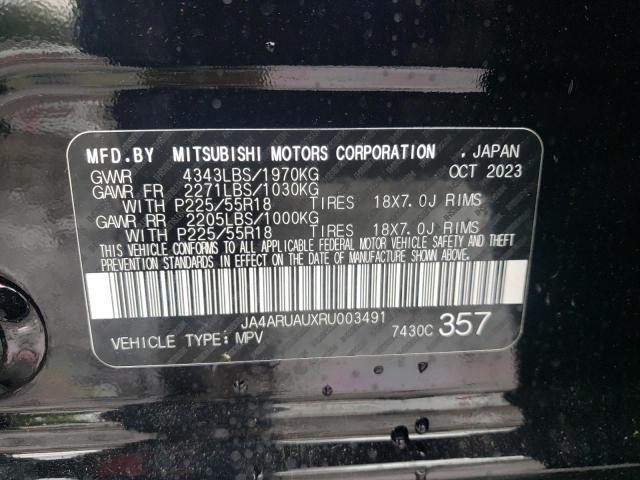 MFD.BY MITSUBISHI MOTORS CORPORATION , JAPAN
GVWR 4343LBS/1970KG OCT 2023
GAWR FR 2271LBS/1030KG
WITH P225/55R18 TIRES 18X7.0J RIMS
GAWR RR 2205LBS/1000KG
WITH P225/55R18 TIRES 18X7.0J RIMS
THIS VEHICLE CONFORMS TO ALL APPLICABLE FEDERAL MOTOR VEHICLE SAFETY AND THEFT
PREVENTION STANDARDS IN EFFECT ON THE DATE OF MANUFACTURE SHOWN ABOVE.
JA4ARUAUXRU003491
VEHICLE TYPE: MPV 7430C 357